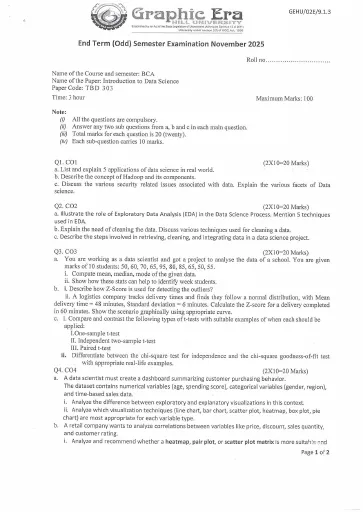 GEHU/02E/9.1.3
Graphic Era
HILL UNIVERSITY
End Term (Odd) Semester Examination November 2025
Roll no..............................
Name of the Course and semester: BCA
Name of the Paper: Introduction to Data Science
Paper Code: TBD 303
Time: 3 hour Maximum Marks: 100
Note:
(i) All the questions are compulsory.
(ii) Answer any two sub questions from a, b and c in each main question.
(iii) Total marks for each question is 20 (twenty).
(iv) Each sub-question carries 10 marks.
Q1. CO1 (2X10=20 Marks)
a. List and explain 5 applications of data science in real world.
b. Describe the concept of Hadoop and its components.
c. Discuss the various security related issues associated with data. Explain the various facets of Data
science.
Q2. CO2 (2X10=20 Marks)
a. Illustrate the role of Exploratory Data Analysis (EDA) in the Data Science Process. Mention 5 techniques
used in EDA.
b. Explain the need of cleaning the data. Discuss various techniques used for cleaning a data.
c. Describe the steps involved in retrieving, cleaning, and integrating data in a data science project.
Q3. CO3 (2X10=20 Marks)
a. You are working as a data scientist and got a project to analyse the data of a school. You are given
marks of 10 students: 50, 60, 70, 65, 95, 80, 85, 65, 50, 55.
i. Compute mean, median, mode of the given data.
ii. Show how these stats can help to identify weak students.
b. i. Describe how Z-Score is used for detecting the outliers?
ii. A logistics company tracks delivery times and finds they follow a normal distribution, with Mean
delivery time = 48 minutes, Standard deviation = 6 minutes. Calculate the Z-score for a delivery completed
in 60 minutes. Show the scenario graphically using appropriate curve.
c. i. Compare and contrast the following types of t-tests with suitable examples of when each should be
applied:
I.One-sample t-test
II. Independent two-sample t-test
III. Paired t-test
ii. Differentiate between the chi-square test for independence and the chi-square goodness-of-fit test
with appropriate real-life examples.
Q4. CO4 (2X10=20 Marks)
a. A data scientist must create a dashboard summarizing customer purchasing behavior.
The dataset contains numerical variables (age, spending score), categorical variables (gender, region),
and time-based sales data.
i. Analyze the difference between exploratory and explanatory visualizations in this context.
ii. Analyze which visualization techniques (line chart, bar chart, scatter plot, heatmap, box plot, pie
chart) are most appropriate for each variable type.
b. A retail company wants to analyze correlations between variables like price, discount, sales quantity,
and customer rating.
i. Analyze and recommend whether a heatmap, pair plot, or scatter plot matrix is more suitable and
Page 1 of 2